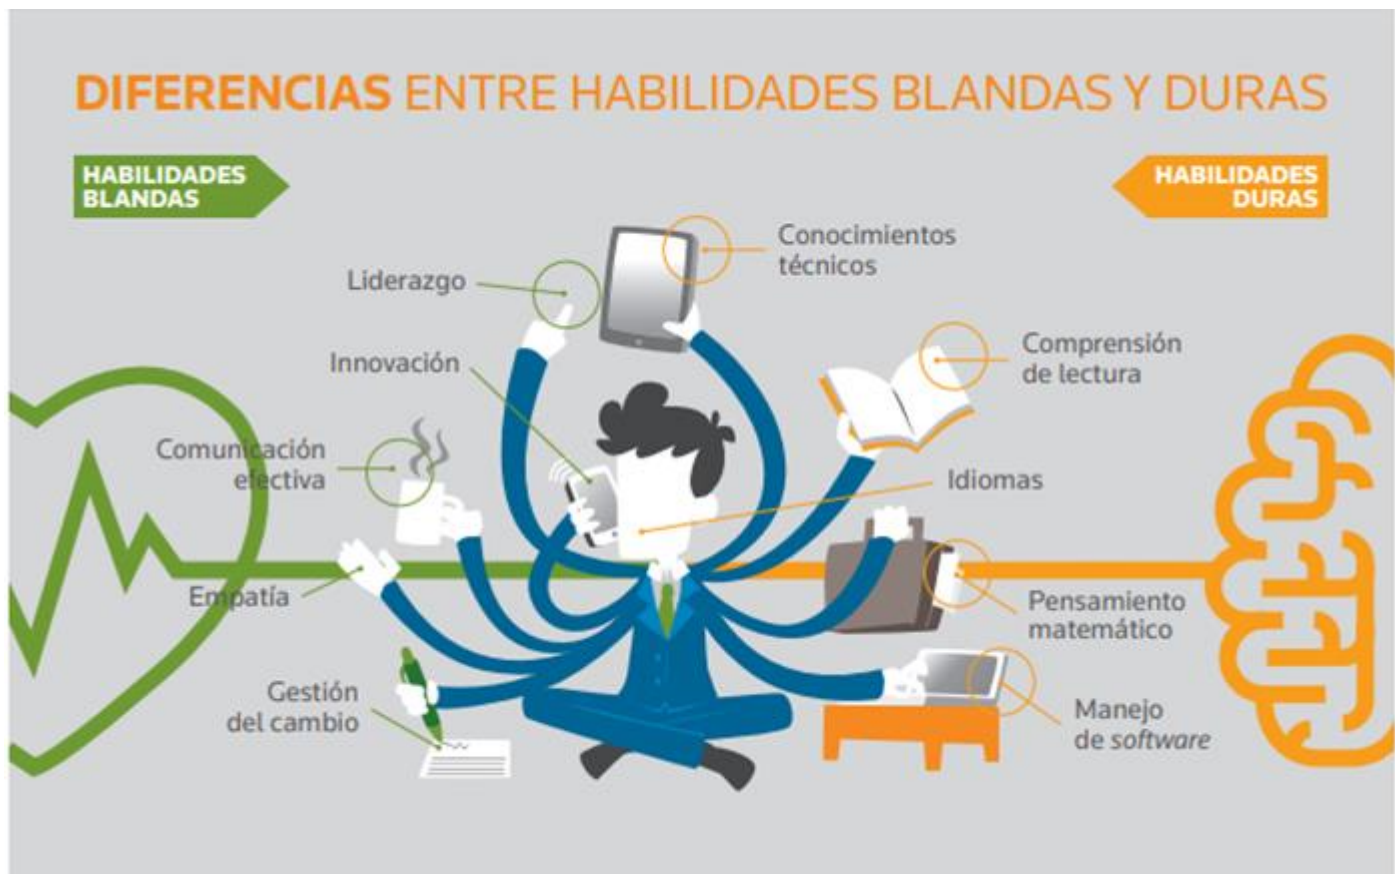 DIFERENCIAS ENTRE HABILIDADES BLANDAS Y DURAS
HABILIDADES
BLANDAS
HABILIDADES
DURAS
Liderazgo
Innovación
Comunicación
efectiva
Empatía
Gestión
del cambio
Conocimientos
técnicos
Comprensión
de lectura
Idiomas
Pensamiento
matemático
Manejo
de software